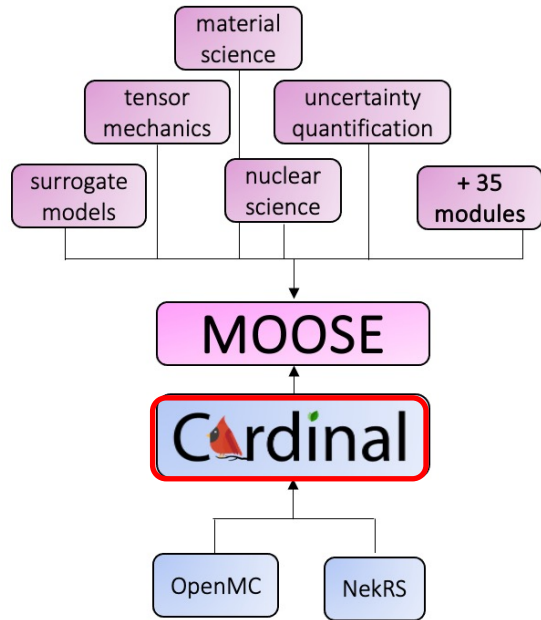 material
science
tensor
mechanics
uncertainty
quantification
surrogate
models
nuclear
science
+ 35
modules
MOOSE
Cardinal
OpenMC
NekRS